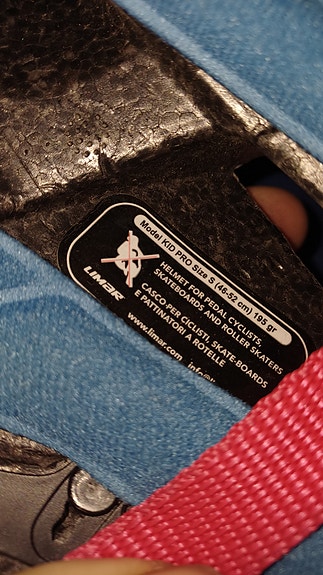 Model KID PRO Size S (46-52 cm) 195 gr
HELMET FOR PEDAL CYCLISTS,
SKATEBOARDS AND ROLLER SKATERS
CASCO PER CICLISTI, SKATE-BOARDS
E PATTINATORI A ROTELLE
LIMAR
www.limar.com